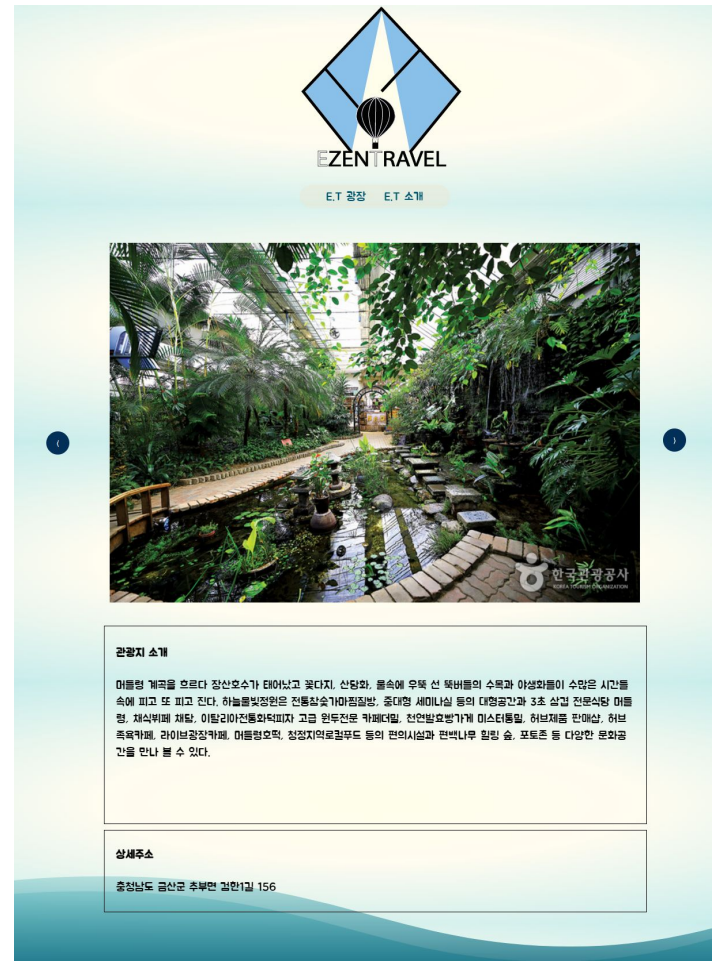 EZENTRAVEL
E.T 광장 E.T 소개
한국관광공사
KOREA TOURISM ORGANIZATION
관광지 소개
머들령 계곡을 흐르다 장산호수가 태어났고 꽃다지, 산당화, 물속에 우뚝 선 뚝버들의 수목과 야생화들이 수많은 시간들
속에 피고 또 피고 진다. 하늘물빛정원은 전통참숯가마찜질방, 중대형 세미나실 등의 대형공간과 3초 삼겹 전문식당 머들
령, 채식뷔페 채담, 이탈리아전통화덕피자 고급 원두전문 카페더밀, 천연발효빵가게 미스터통밀, 허브제품 판매샵, 허브
족욕카페, 라이브광장카페, 머들령호떡, 청정지역로컬푸드 등의 편의시설과 편백나무 힐링 숲, 포토존 등 다양한 문화공
간을 만나 볼 수 있다.
상세주소
충청남도 금산군 추부면 검한1길 156